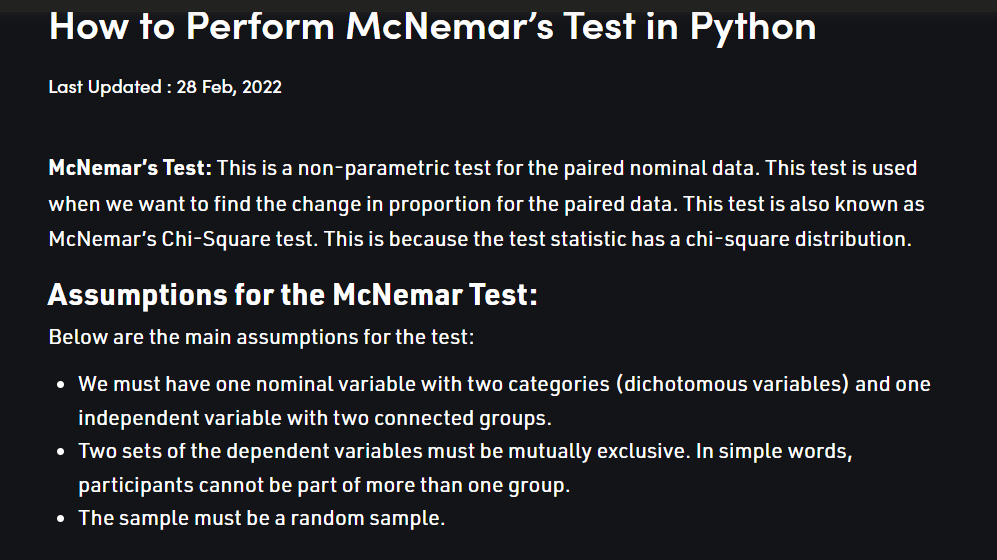 How to Perform McNemar’s Test in Python
Last Updated : 28 Feb, 2022
McNemar’s Test: This is a non-parametric test for the paired nominal data. This test is used
when we want to find the change in proportion for the paired data. This test is also known as
McNemar’s Chi-Square test. This is because the test statistic has a chi-square distribution.
Assumptions for the McNemar Test:
Below are the main assumptions for the test:
• We must have one nominal variable with two categories (dichotomous variables) and one
independent variable with two connected groups.
• Two sets of the dependent variables must be mutually exclusive. In simple words,
participants cannot be part of more than one group.
• The sample must be a random sample.